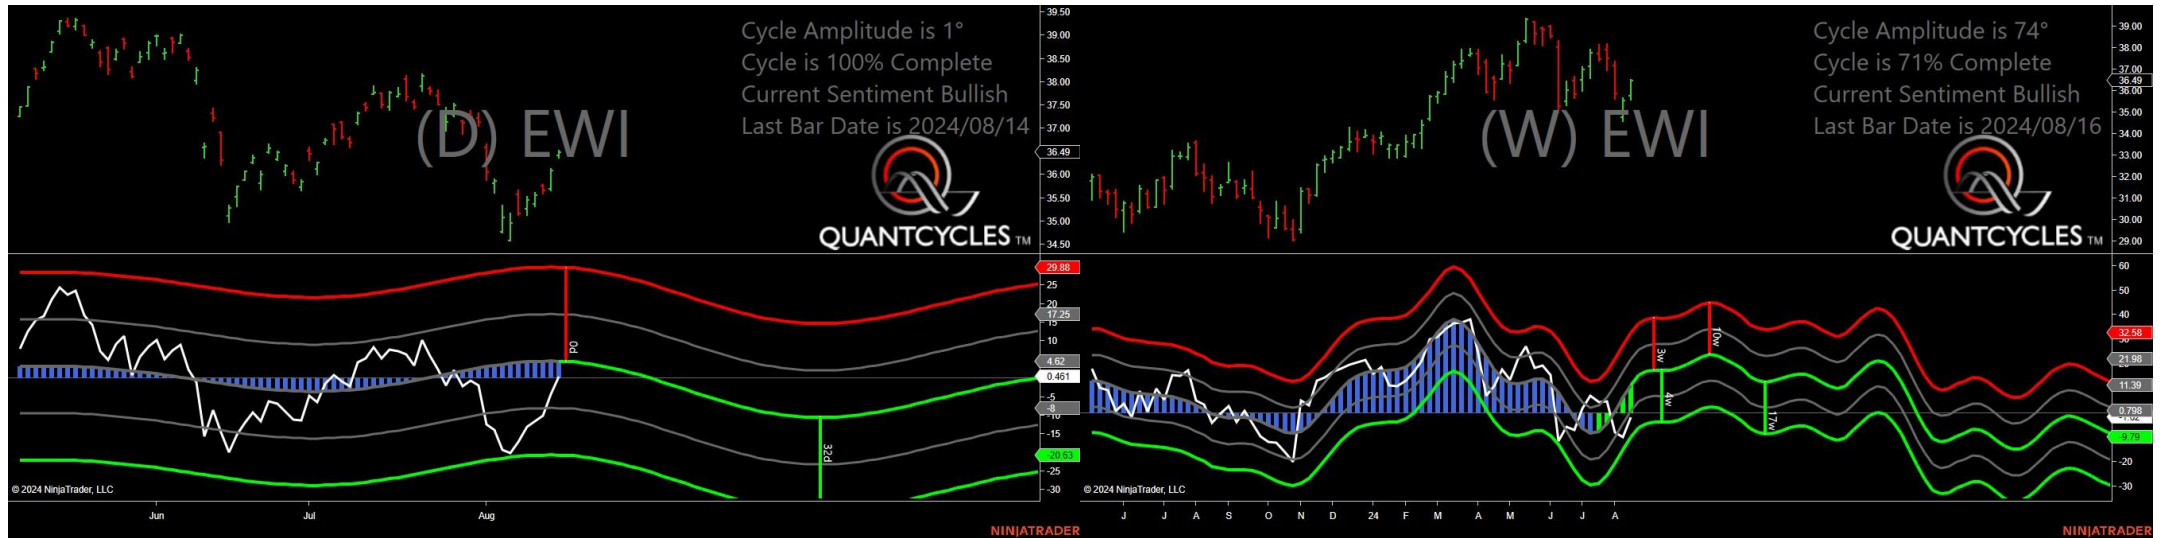 Cycle Amplitude is 1°
Cycle is 100% Complete
Current Sentiment Bullish
Last Bar Date is 2024/08/14
(D) EWI
QUANTCYCLES TM
39.50
39.00
38.50
38.00
37.50
37.00
36.49
36.00
35.50
35.00
34.50
29.88
25
20
17.25
15
4.62
0.461
-5
-8
-10
-15
-20.63
-25
-30
0d
32d
© 2024 NinjaTrader, LLC
Jun
Jul
Aug
NINJATRADER
Cycle Amplitude is 74°
Cycle is 71% Complete
Current Sentiment Bullish
Last Bar Date is 2024/08/16
(W) EWI
QUANTCYCLES TM
39.00
38.00
37.00
36.49
36.00
35.00
34.00
33.00
32.00
31.00
30.00
29.00
60
50
40
32.58
30
21.98
11.39
0.798
-9.79
-20
-30
3w
4w
10w
17w
© 2024 NinjaTrader, LLC
J J A S O N D 24 F M A M J J A
NINJATRADER